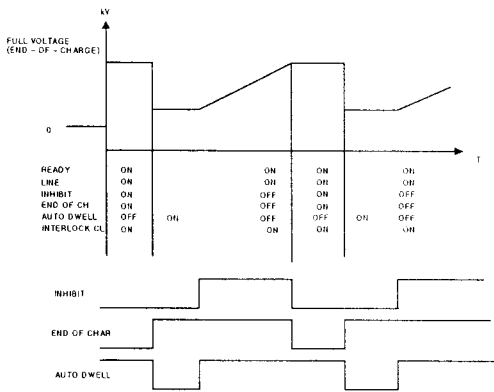 kV
FULL VOLTAGE
(END - OF - CHARGE)
0
T
READY ON ON ON ON
LINE ON ON ON ON
INHIBIT ON OFF ON OFF
END OF CH ON OFF ON OFF
AUTO DWELL OFF ON OFF OFF ON OFF
INTERLOCK CL ON ON ON ON
INHIBIT
END OF CHAR
AUTO DWELL